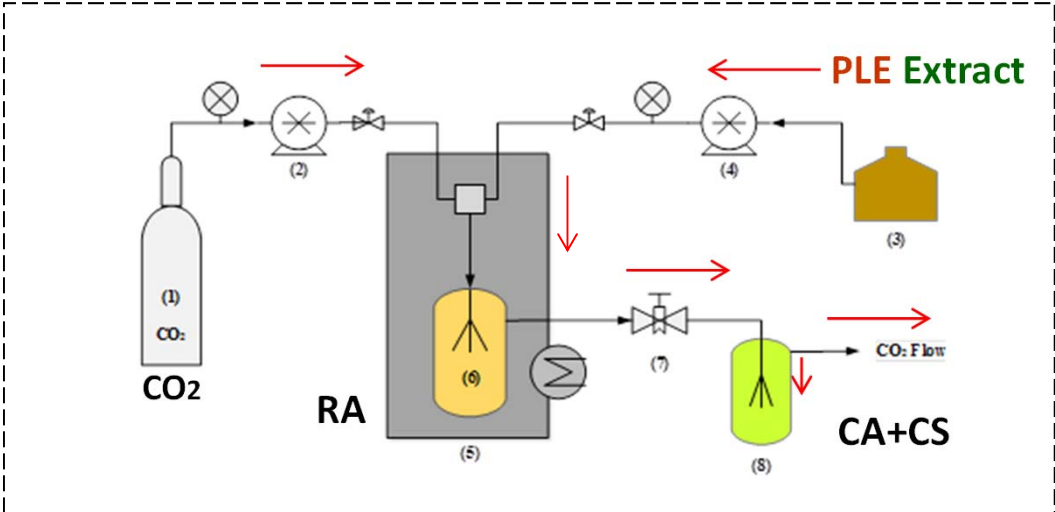 PLE Extract
(2)
(4)
(3)
(1)
CO₂
CO2
RA
(6)
(5)
(7)
CO₂ Flow
CA+CS
(8)